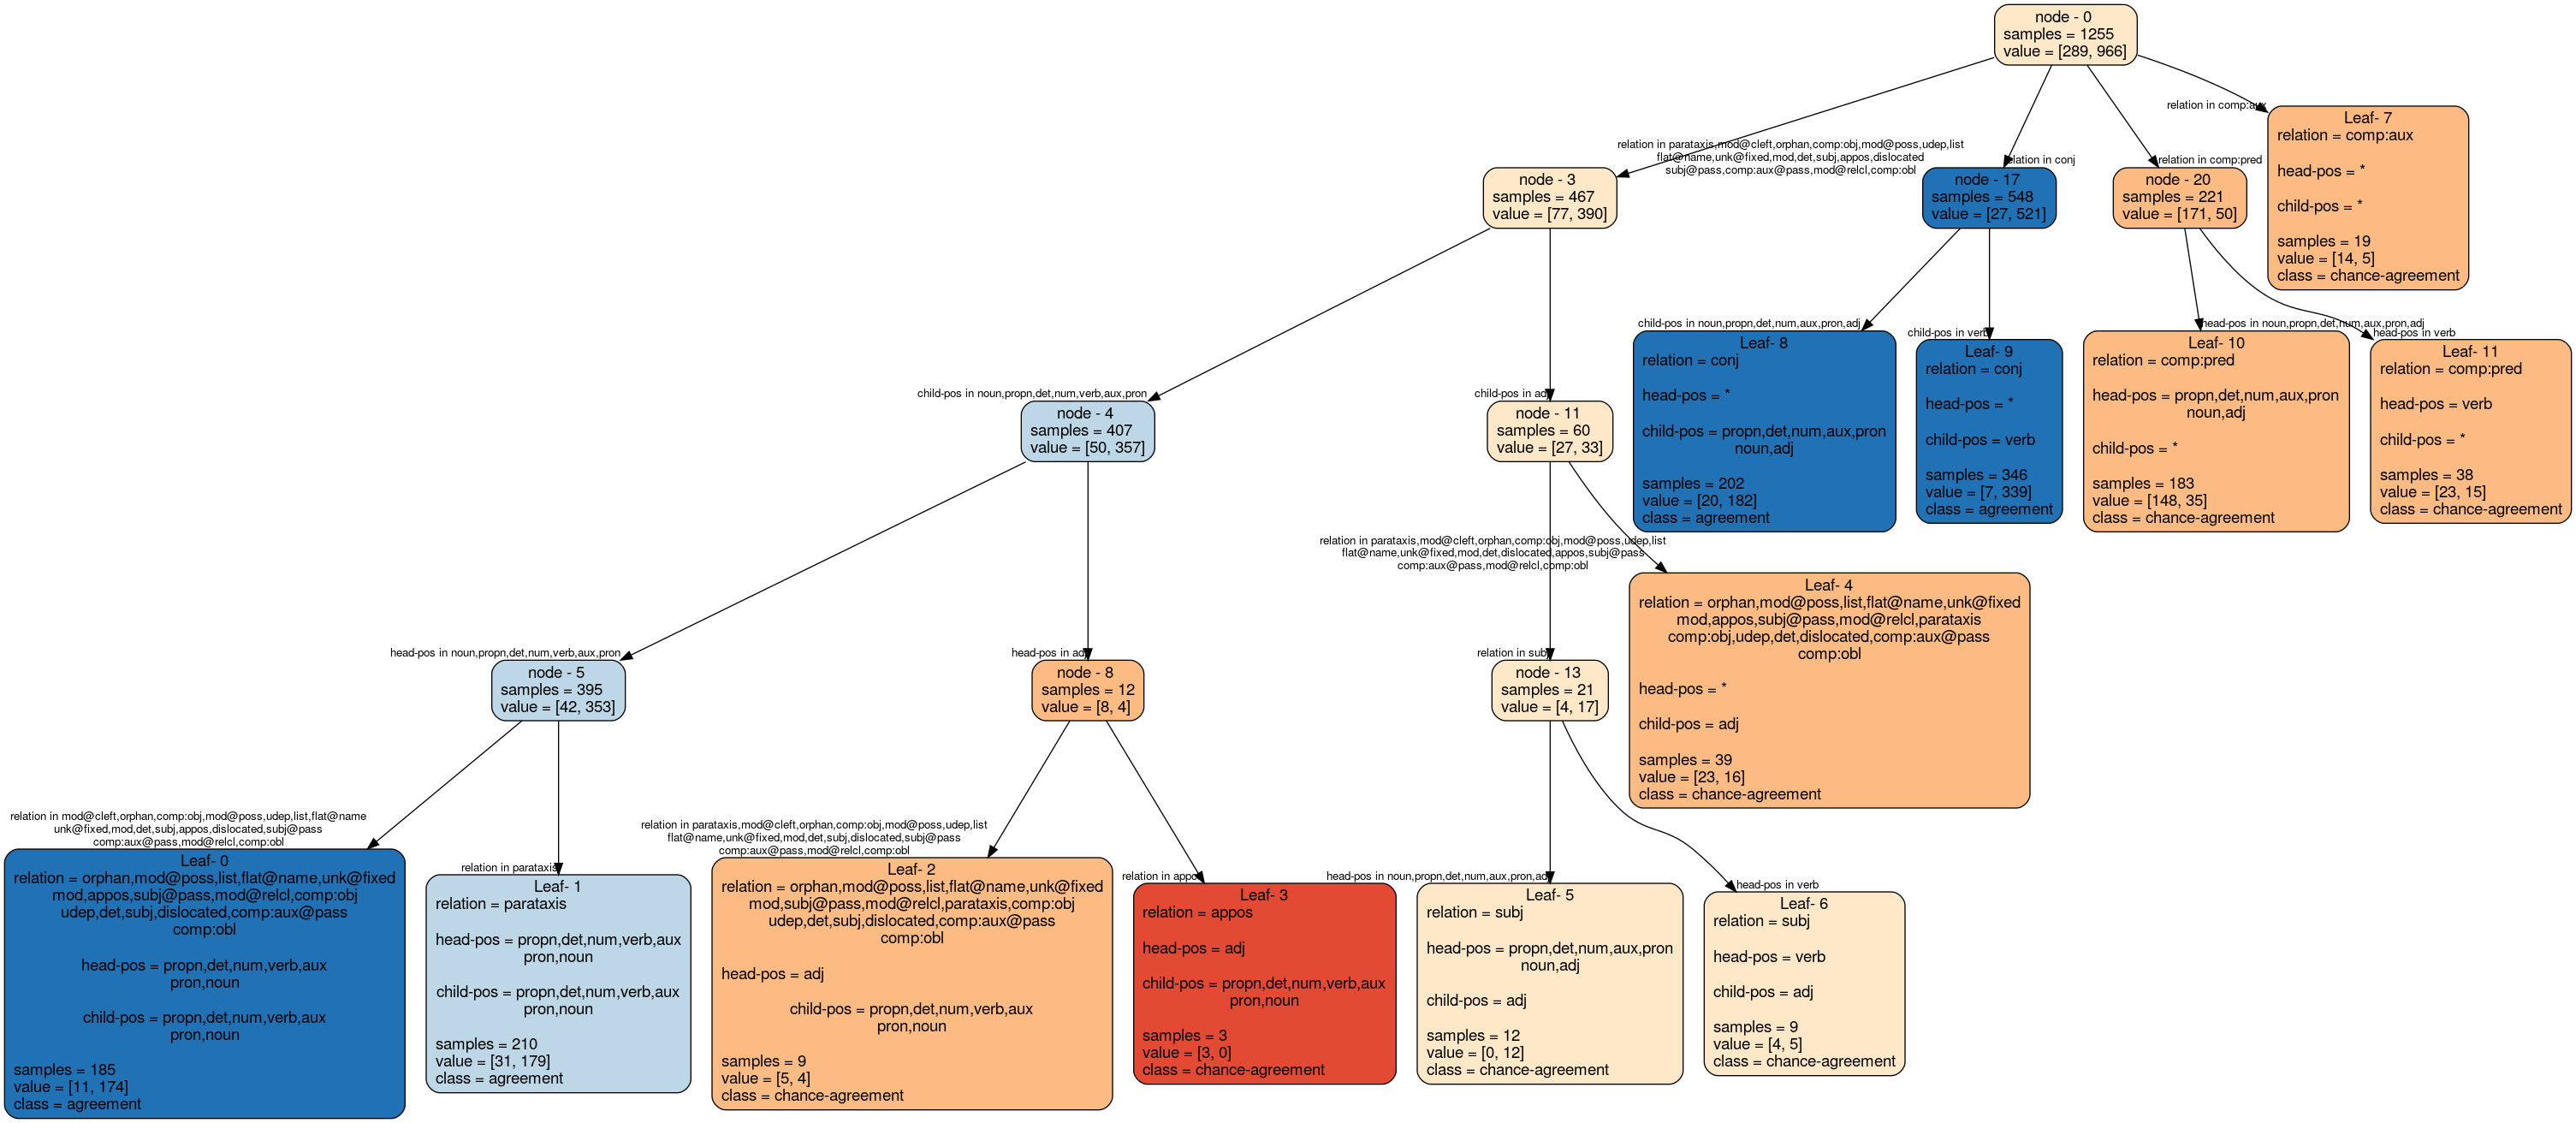 node - 0
samples = 1255
value = [289, 966]
relation in comp:aux
Leaf- 7
relation = comp:aux
head-pos = *
child-pos = *
samples = 19
value = [14, 5]
class = chance-agreement
relation in parataxis,mod@cleft,orphan,comp:obj,mod@poss,udep,list
flat@name,unk@fixed,mod,det,subj,appos,dislocated
subj@pass,comp:aux@pass,mod@relcl,comp:obl
node - 3
samples = 467
value = [77, 390]
relation in conj
node - 17
samples = 548
value = [27, 521]
relation in comp:pred
node - 20
samples = 221
value = [171, 50]
child-pos in noun,propn,det,num,verb,aux,pron
node - 4
samples = 407
value = [50, 357]
child-pos in adj
node - 11
samples = 60
value = [27, 33]
child-pos in noun,propn,det,num,aux,pron,adj
Leaf- 8
relation = conj
head-pos = *
child-pos = propn,det,num,aux,pron
noun,adj
samples = 202
value = [20, 182]
class = agreement
child-pos in verb
Leaf- 9
relation = conj
head-pos = *
child-pos = verb
samples = 346
value = [7, 339]
class = agreement
head-pos in noun,propn,det,num,aux,pron,adj
Leaf- 10
relation = comp:pred
head-pos = propn,det,num,aux,pron
noun,adj
child-pos = *
samples = 183
value = [148, 35]
class = chance-agreement
head-pos in verb
Leaf- 11
relation = comp:pred
head-pos = verb
child-pos = *
samples = 38
value = [23, 15]
class = chance-agreement
head-pos in noun,propn,det,num,verb,aux,pron
node - 5
samples = 395
value = [42, 353]
head-pos in adj
node - 8
samples = 12
value = [8, 4]
relation in subj
node - 13
samples = 21
value = [4, 17]
relation in parataxis,mod@cleft,orphan,comp:obj,mod@poss,udep,list
flat@name,unk@fixed,mod,det,dislocated,appos,subj@pass
comp:aux@pass,mod@relcl,comp:obl
Leaf- 4
relation = orphan,mod@poss,list,flat@name,unk@fixed
mod,appos,subj@pass,mod@relcl,parataxis
comp:obj,udep,det,dislocated,comp:aux@pass
comp:obl
head-pos = *
child-pos = adj
samples = 39
value = [23, 16]
class = chance-agreement
relation in mod@cleft,orphan,comp:obj,mod@poss,udep,list,flat@name
unk@fixed,mod,det,subj,appos,dislocated,subj@pass
comp:aux@pass,mod@relcl,comp:obl
Leaf- 0
relation = orphan,mod@poss,list,flat@name,unk@fixed
mod,appos,subj@pass,mod@relcl,comp:obj
udep,det,subj,dislocated,comp:aux@pass
comp:obl
head-pos = propn,det,num,verb,aux
pron,noun
child-pos = propn,det,num,verb,aux
pron,noun
samples = 185
value = [11, 174]
class = agreement
relation in parataxis
Leaf- 1
relation = parataxis
head-pos = propn,det,num,verb,aux
pron,noun
child-pos = propn,det,num,verb,aux
pron,noun
samples = 210
value = [31, 179]
class = agreement
relation in parataxis,mod@cleft,orphan,comp:obj,mod@poss,udep,list
flat@name,unk@fixed,mod,det,subj,dislocated,subj@pass
comp:aux@pass,mod@relcl,comp:obl
Leaf- 2
relation = orphan,mod@poss,list,flat@name,unk@fixed
mod,subj@pass,mod@relcl,parataxis,comp:obj
udep,det,subj,dislocated,comp:aux@pass
comp:obl
head-pos = adj
child-pos = propn,det,num,verb,aux
pron,noun
samples = 9
value = [5, 4]
class = chance-agreement
relation in appos
Leaf- 3
relation = appos
head-pos = adj
child-pos = propn,det,num,verb,aux
pron,noun
samples = 3
value = [3, 0]
class = chance-agreement
head-pos in noun,propn,det,num,aux,pron,adj
Leaf- 5
relation = subj
head-pos = propn,det,num,aux,pron
noun,adj
child-pos = adj
samples = 12
value = [0, 12]
class = chance-agreement
head-pos in verb
Leaf- 6
relation = subj
head-pos = verb
child-pos = adj
samples = 9
value = [4, 5]
class = chance-agreement